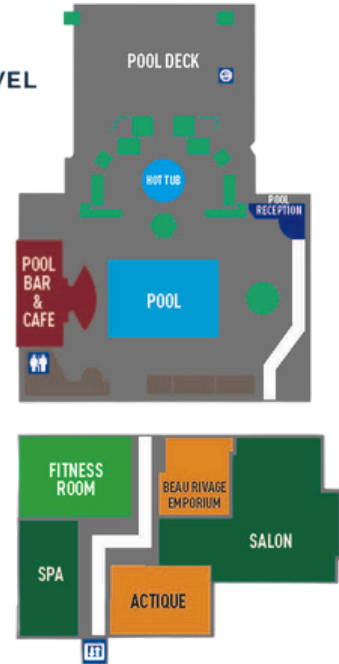 VEL
POOL DECK
HOT TUB
POOL
RECEPTION
POOL
BAR
&
CAFE
POOL
FITNESS
ROOM
BEAU RIVAGE
EMPORIUM
SALON
SPA
ACTIQUE